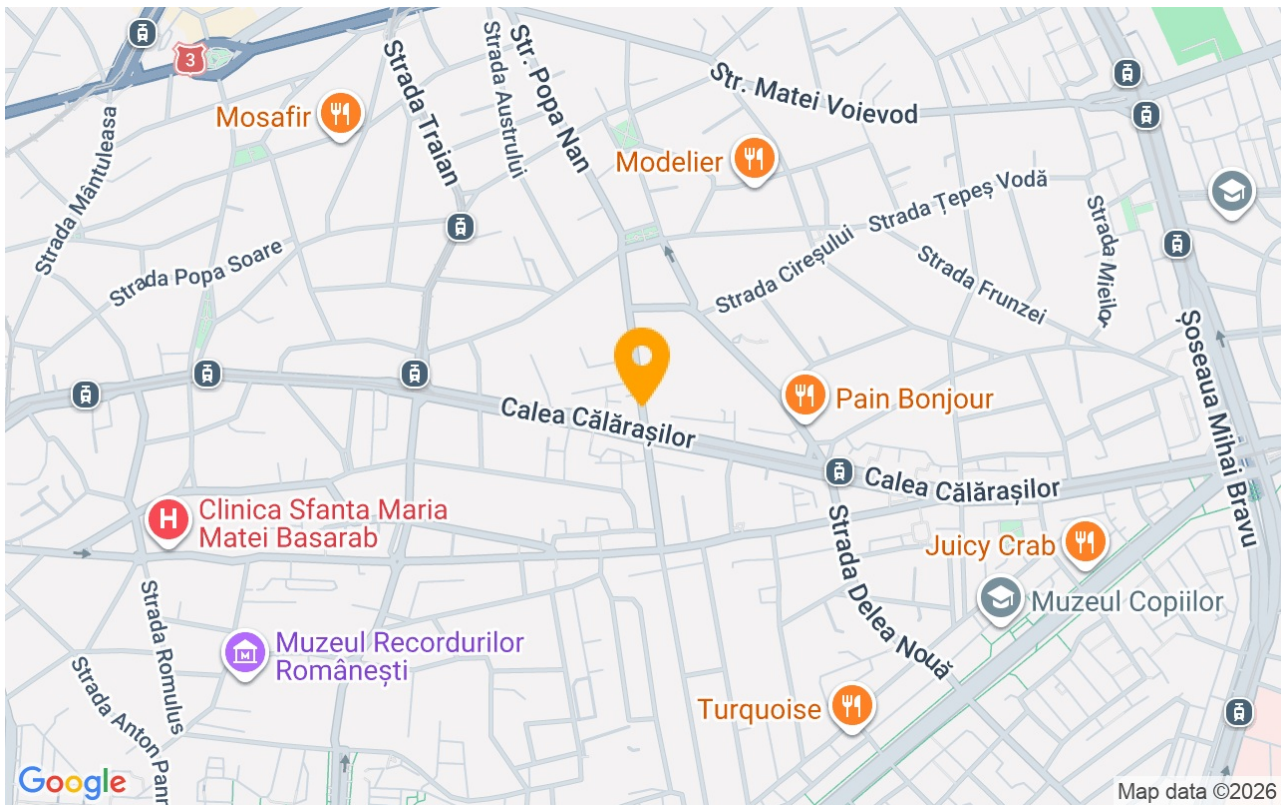 3
Mosafir
Strada Mântuleasa
Strada Traian
Strada Austrului
Str. Popa Nan
Str. Matei Voievod
Modelier
Strada Țepeș Vodă
Strada Cireșului
Strada Frunzei
Strada Mieilor
Strada Popa Soare
Șoseaua Mihai Bravu
Pain Bonjour
Calea Călărașilor
Calea Călărașilor
H
Clinica Sfanta Maria
Matei Basarab
Juicy Crab
Strada Delea Nouă
Muzeul Copiilor
Strada Romulus
M
Muzeul Recordurilor
Românești
Strada Anton Pann
Turquoise
Google
Map data ©2026